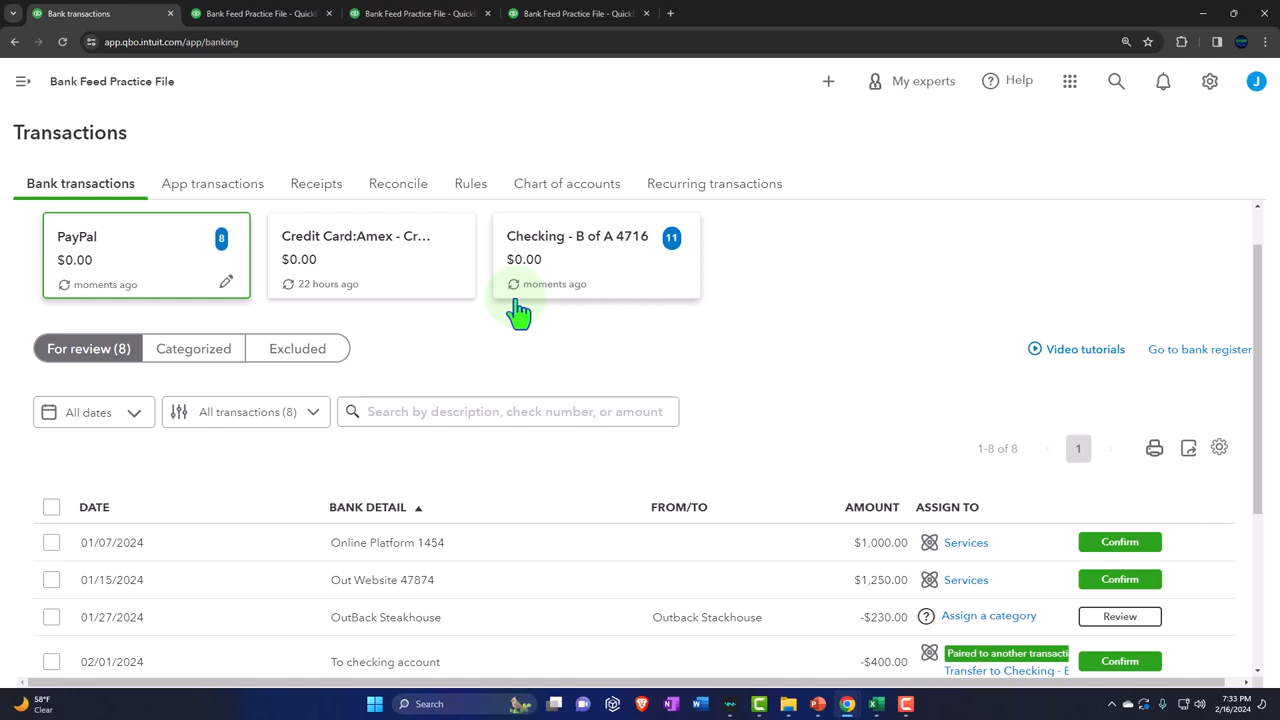 Bank transactions
Bank Feed Practice File - Quick
Bank Feed Practice File - Quick
Bank Feed Practice File - Quick
app.qbo.intuit.com/app/banking
Bank Feed Practice File
My experts
Help
J
Transactions
Bank transactions App transactions Receipts Reconcile Rules Chart of accounts Recurring transactions
PayPal 8
$0.00
moments ago
Credit Card:Amex - Cr...
$0.00
22 hours ago
Checking - B of A 4716 11
$0.00
moments ago
For review (8) Categorized Excluded
Video tutorials Go to bank register
All dates All transactions (8) Search by description, check number, or amount
1-8 of 8 1
DATE BANK DETAIL FROM/TO AMOUNT ASSIGN TO
01/07/2024 Online Platform 1454 $1,000.00 Services Confirm
01/15/2024 Out Website 47874 $1,250.00 Services Confirm
01/27/2024 OutBack Steakhouse Outback Stackhouse -$230.00 Assign a category Review
02/01/2024 To checking account -$400.00 Paired to another transacti Confirm
Transfer to Checking - E
58°F
Clear
Search
7:33 PM
2/16/2024